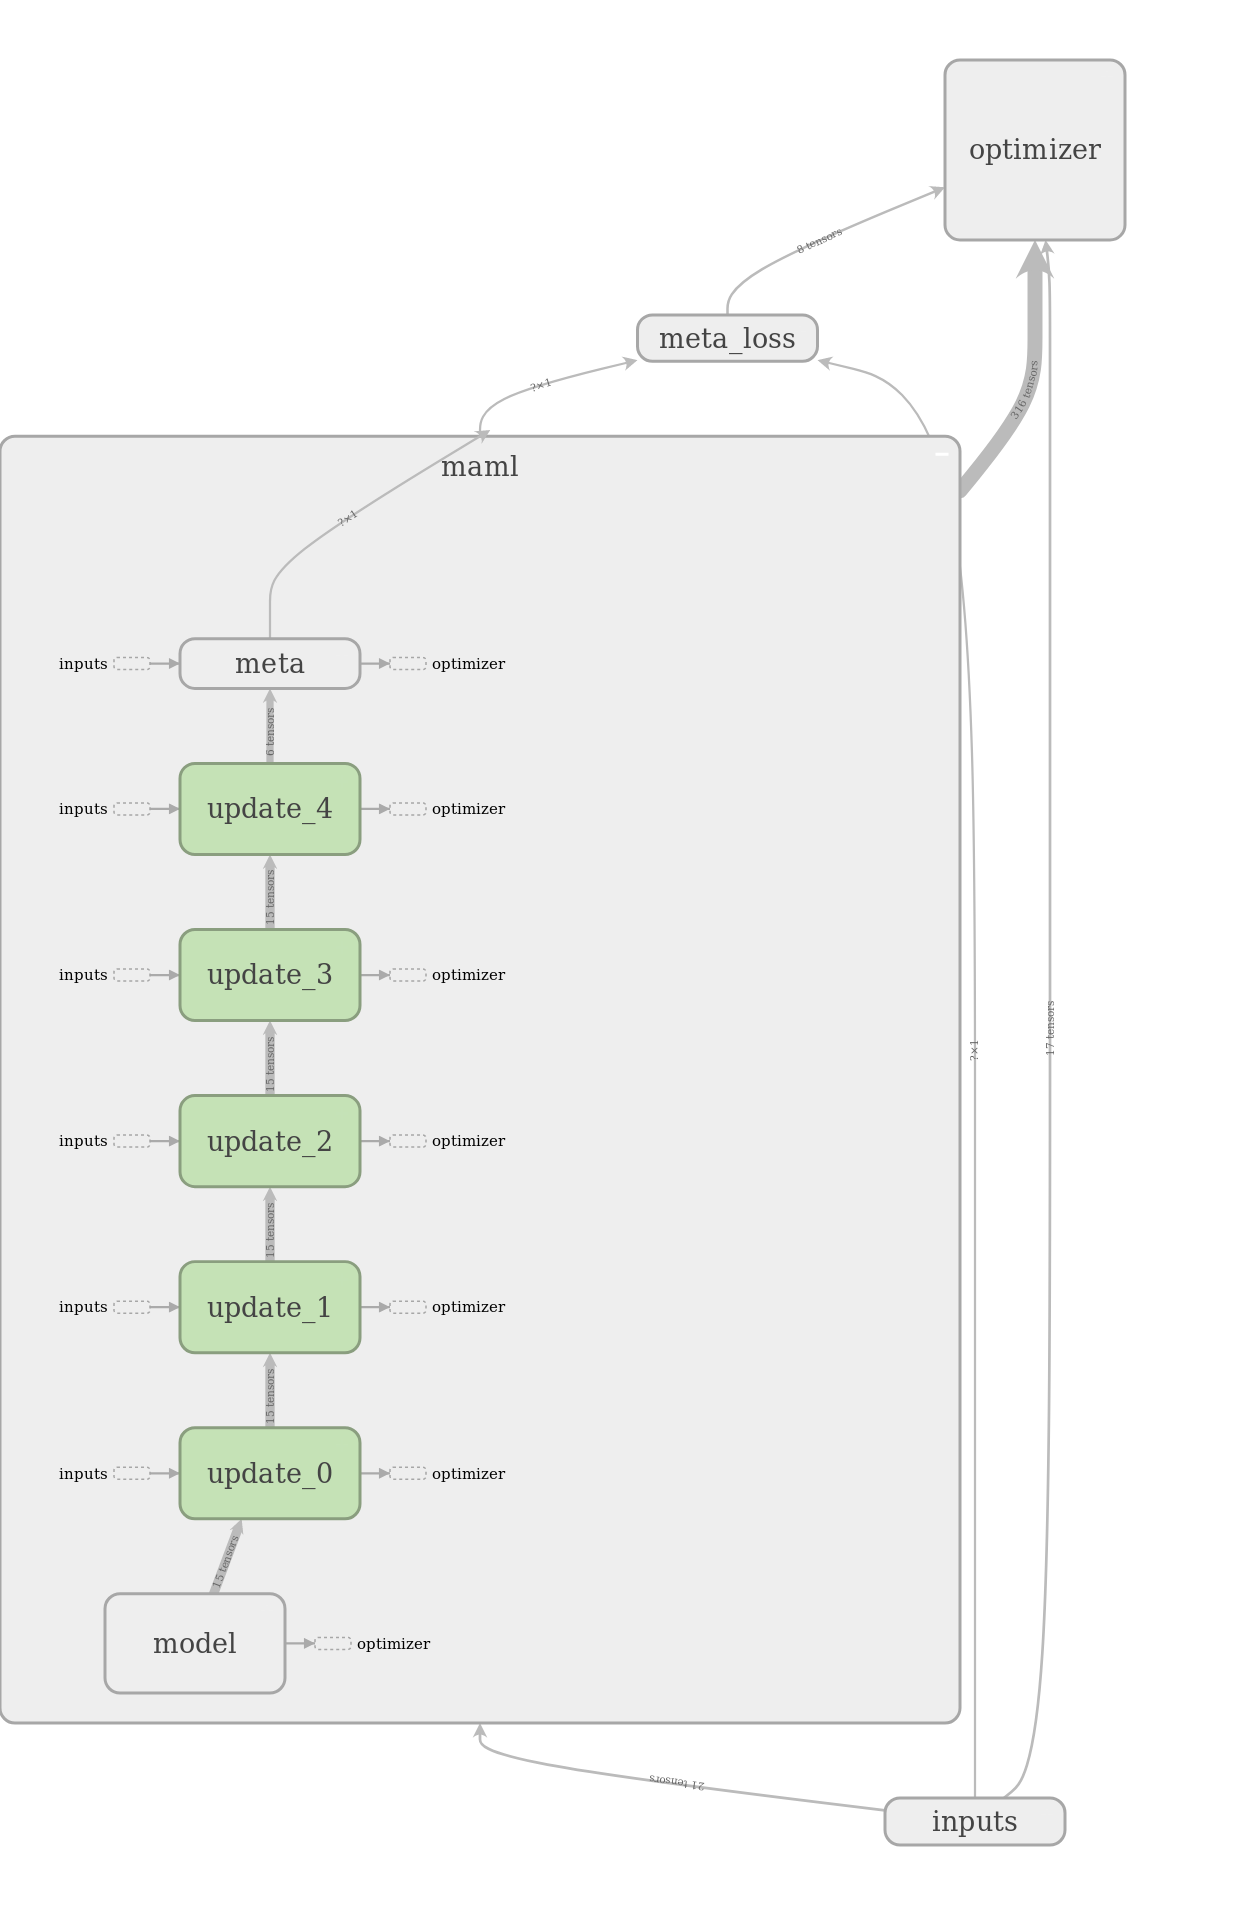 optimizer
8 tensors
meta_loss
?×1
316 tensors
maml
?×1
inputs
meta
optimizer
6 tensors
inputs
update_4
optimizer
15 tensors
inputs
update_3
optimizer
15 tensors
?×1
17 tensors
inputs
update_2
optimizer
15 tensors
inputs
update_1
optimizer
15 tensors
inputs
update_0
optimizer
15 tensors
model
optimizer
21 tensors
inputs